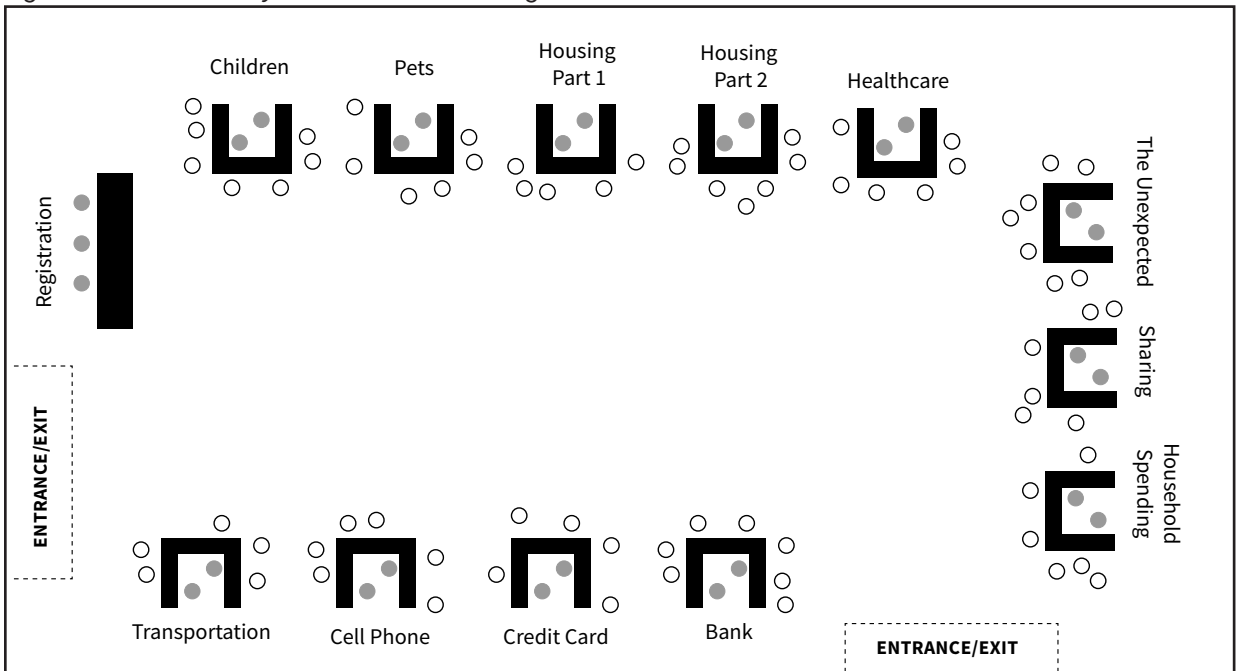 Children
Pets
Housing
Part 1
Housing
Part 2
Healthcare
The Unexpected
Sharing
Household
Spending
Registration
ENTRANCE/EXIT
Transportation
Cell Phone
Credit Card
Bank
ENTRANCE/EXIT